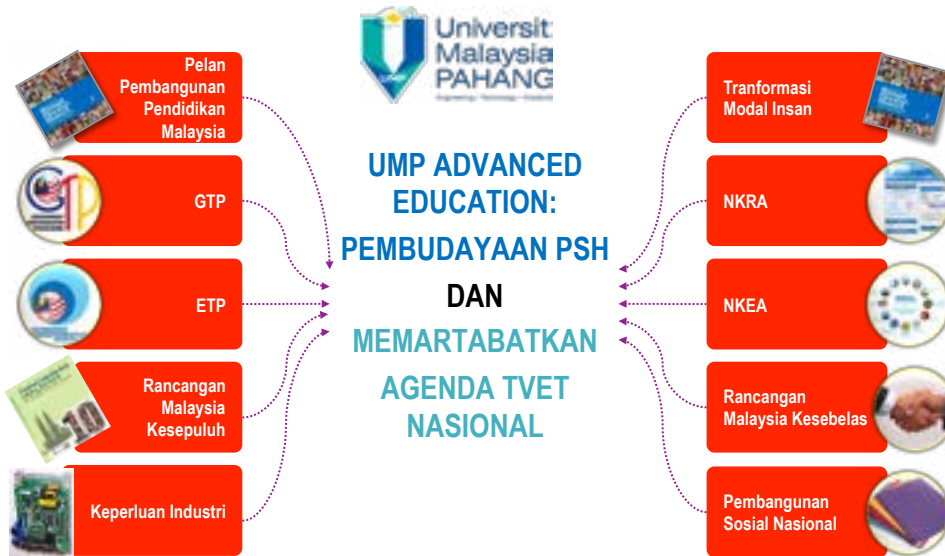 Universit
Malaysia
PAHANG
Pelan
Pembangunan
Pendidikan
Malaysia
GTP
ETP
Rancangan
Malaysia
Kesepuluh
Keperluan Industri
UMP ADVANCED
EDUCATION:
PEMBUDAYAAN PSH
DAN
MEMARTABATKAN
AGENDA TVET
NASIONAL
Tranformasi
Modal Insan
NKRA
NKEA
Rancangan
Malaysia Kesebelas
Pembangunan
Sosial Nasional